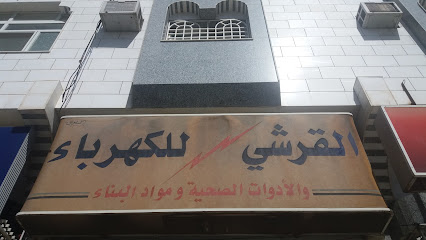 القرشي للكهرباء
والأدوات الصحية ومواد البناء